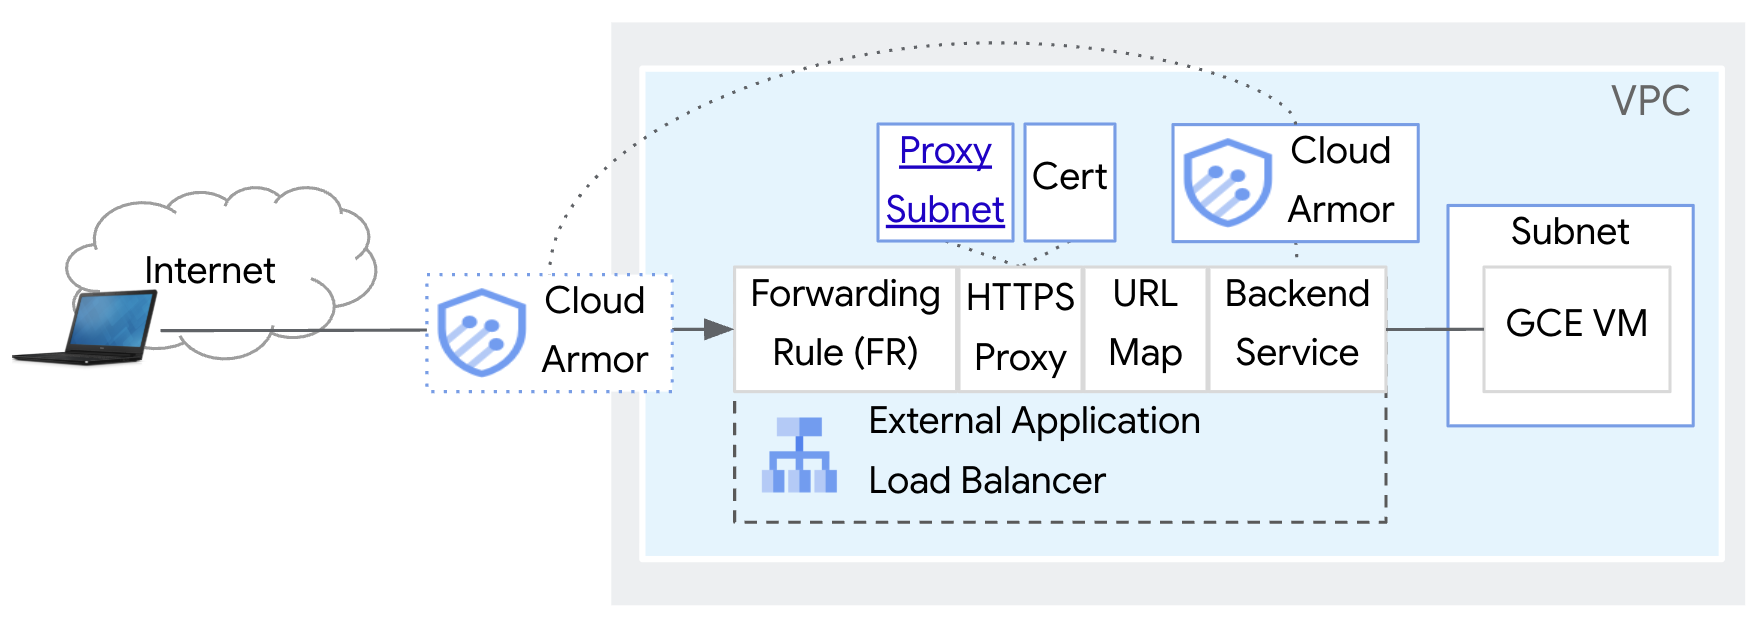 VPC
Proxy
Subnet
Cert
Cloud
Armor
Internet
Cloud
Armor
Forwarding
Rule (FR)
HTTPS
Proxy
URL
Map
Backend
Service
Subnet
GCE VM
External Application
Load Balancer